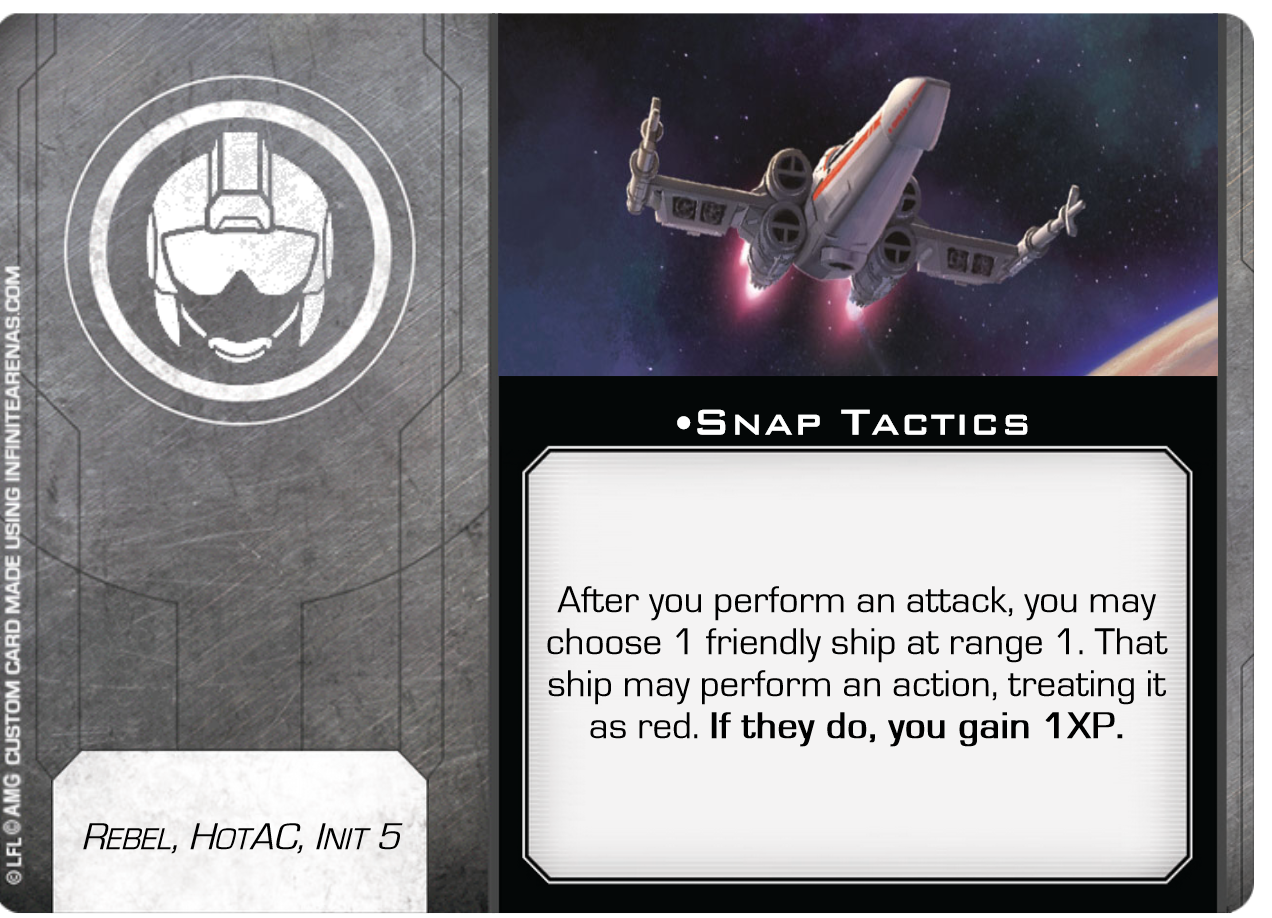 •Snap Tactics
After you perform an attack, you may
choose 1 friendly ship at range 1. That
ship may perform an action, treating it
as red. If they do, you gain 1XP.
Rebel, HotAC, Init 5
©LFL ©AMG CUSTOM CARD MADE USING INFINITEARENAS.COM